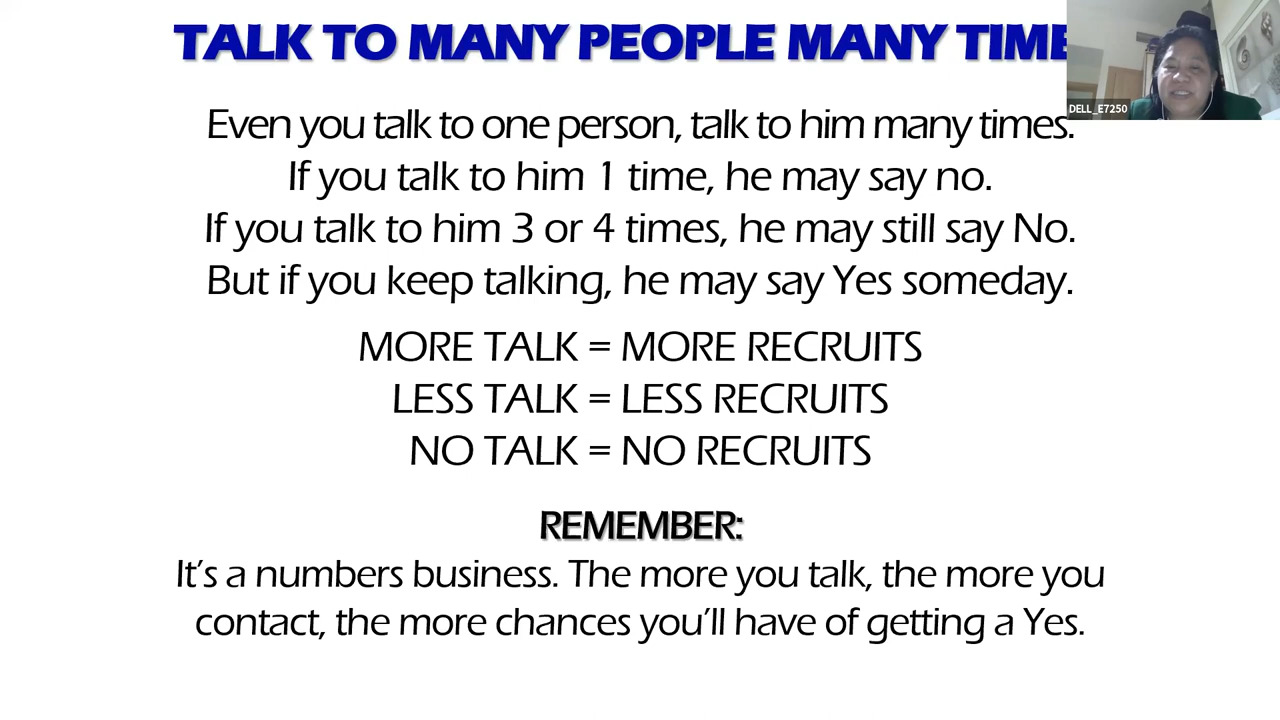 TALK TO MANY PEOPLE MANY TIME
DELL_E7250
Even you talk to one person, talk to him many times.
If you talk to him 1 time, he may say no.
If you talk to him 3 or 4 times, he may still say No.
But if you keep talking, he may say Yes someday.
MORE TALK = MORE RECRUITS
LESS TALK = LESS RECRUITS
NO TALK = NO RECRUITS
REMEMBER:
It's a numbers business. The more you talk, the more you
contact, the more chances you'll have of getting a Yes.